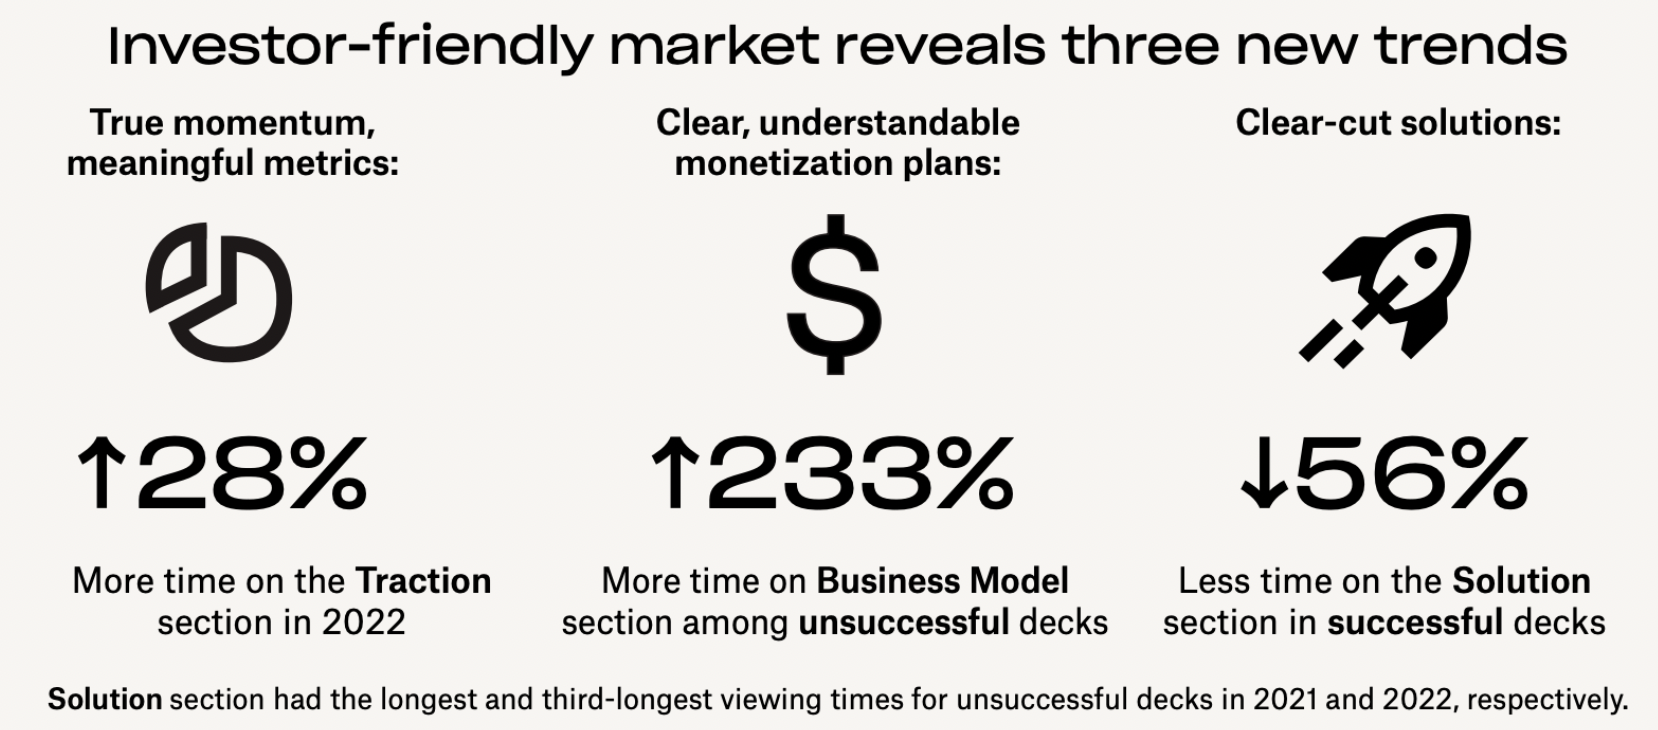 Investor-friendly market reveals three new trends
True momentum,
meaningful metrics:
↑28%
More time on the Traction
section in 2022
Clear, understandable
monetization plans:
$
↑233%
More time on Business Model
section among unsuccessful decks
Clear-cut solutions:
↓56%
Less time on the Solution
section in successful decks
Solution section had the longest and third-longest viewing times for unsuccessful decks in 2021 and 2022, respectively.